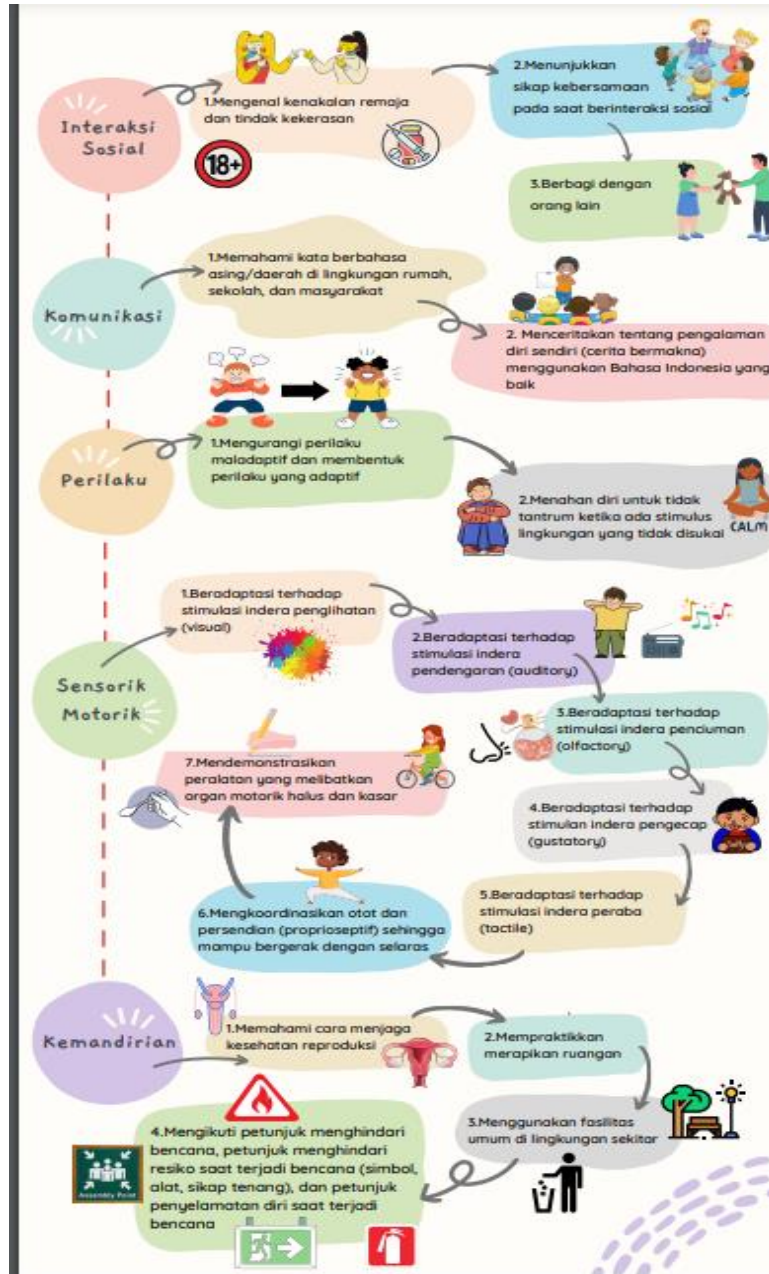 Interaksi
Sosial
1.Mengenal kenakalan remaja
dan tindak kekerasan
18+
2.Menunjukkan
sikap kebersamaan
pada saat berinteraksi sosial
3.Berbagi dengan
orang lain
Komunikasi
1.Memahami kata berbahasa
asing/daerah di lingkungan rumah,
sekolah, dan masyarakat
2. Menceritakan tentang pengalaman
diri sendiri (cerita bermakna)
menggunakan Bahasa Indonesia yang
baik
Perilaku
1.Mengurangi perilaku
maladaptif dan membentuk
perilaku yang adaptif
2.Menahan diri untuk tidak
tantrum ketika ada stimulus
lingkungan yang tidak disukai
CALM
Sensorik
Motorik
1.Beradaptasi terhadap
stimulasi indera penglihatan
(visual)
2.Beradaptasi terhadap
stimulasi indera
pendengaran (auditory)
3.Beradaptasi terhadap
stimulasi indera penciuman
(olfactory)
4.Beradaptasi terhadap
stimulan indera pengecap
(gustatory)
5.Beradaptasi terhadap
stimulasi indera peraba
(tactile)
6.Mengkoordinasikan otot dan
persendian (proprioseptif) sehingga
mampu bergerak dengan selaras
7.Mendemonstrasikan
peralatan yang melibatkan
organ motorik halus dan kasar
Kemandirian
1.Memahami cara menjaga
kesehatan reproduksi
2.Mempraktikkan
merapikan ruangan
3.Menggunakan fasilitas
umum di lingkungan sekitar
4.Mengikuti petunjuk menghindari
bencana, petunjuk menghindari
resiko saat terjadi bencana (simbol,
alat, sikap tenang), dan petunjuk
penyelamatan diri saat terjadi
bencana
Assembly Point